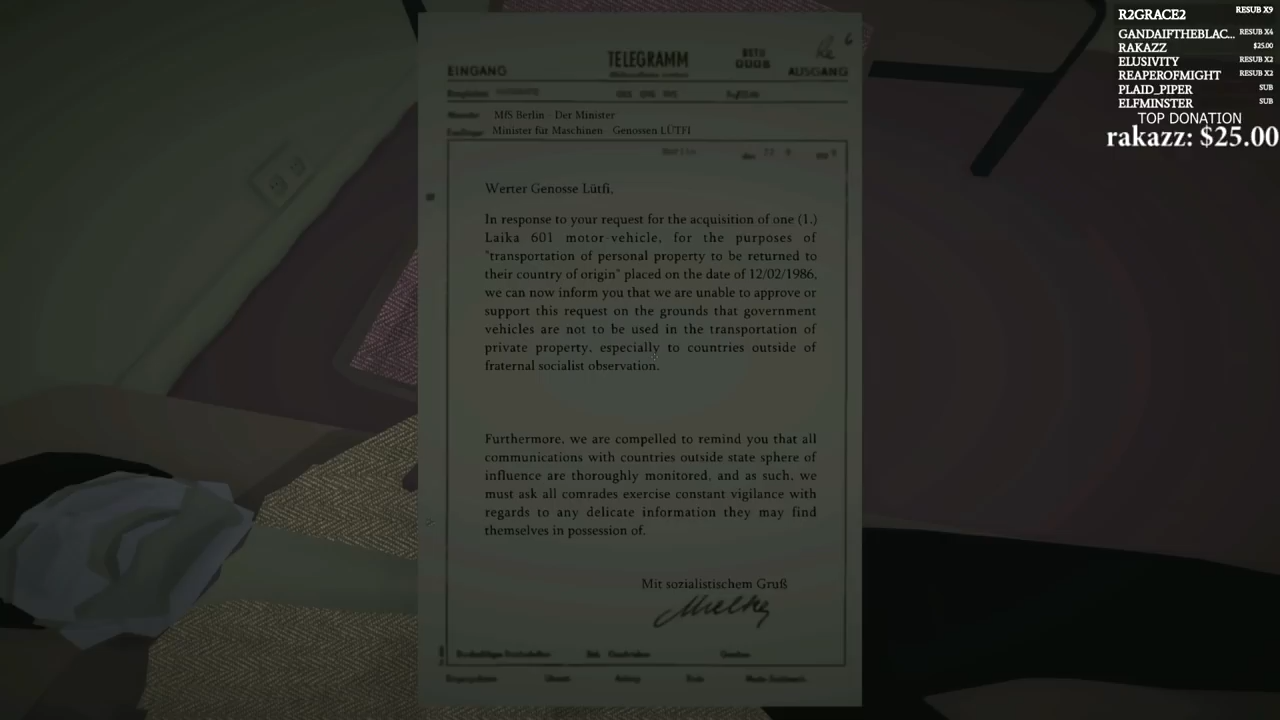 R2GRACE2 RESUB X9
GANDAIFTHEBLAC... RESUB X4
RAKAZZ $25.00
ELUSIVITY RESUB X2
REAPEROFMIGHT RESUB X2
PLAID_PIPER SUB
ELFMINSTER SUB
TOP DONATION
rakazz: $25.00
EINGANG TELEGRAMM BSTU AUSGANG
6
MfS Berlin - Der Minister
Minister für Maschinen - Genossen LÜTFI
Werter Genosse Lütfi,
In response to your request for the acquisition of one (1.)
Laika 601 motor-vehicle, for the purposes of
"transportation of personal property to be returned to
their country of origin" placed on the date of 12/02/1986,
we can now inform you that we are unable to approve or
support this request on the grounds that government
vehicles are not to be used in the transportation of
private property, especially to countries outside of
fraternal socialist observation.
Furthermore, we are compelled to remind you that all
communications with countries outside state sphere of
influence are thoroughly monitored, and as such, we
must ask all comrades exercise constant vigilance with
regards to any delicate information they may find
themselves in possession of.
Mit sozialistischem Gruß
Mielke